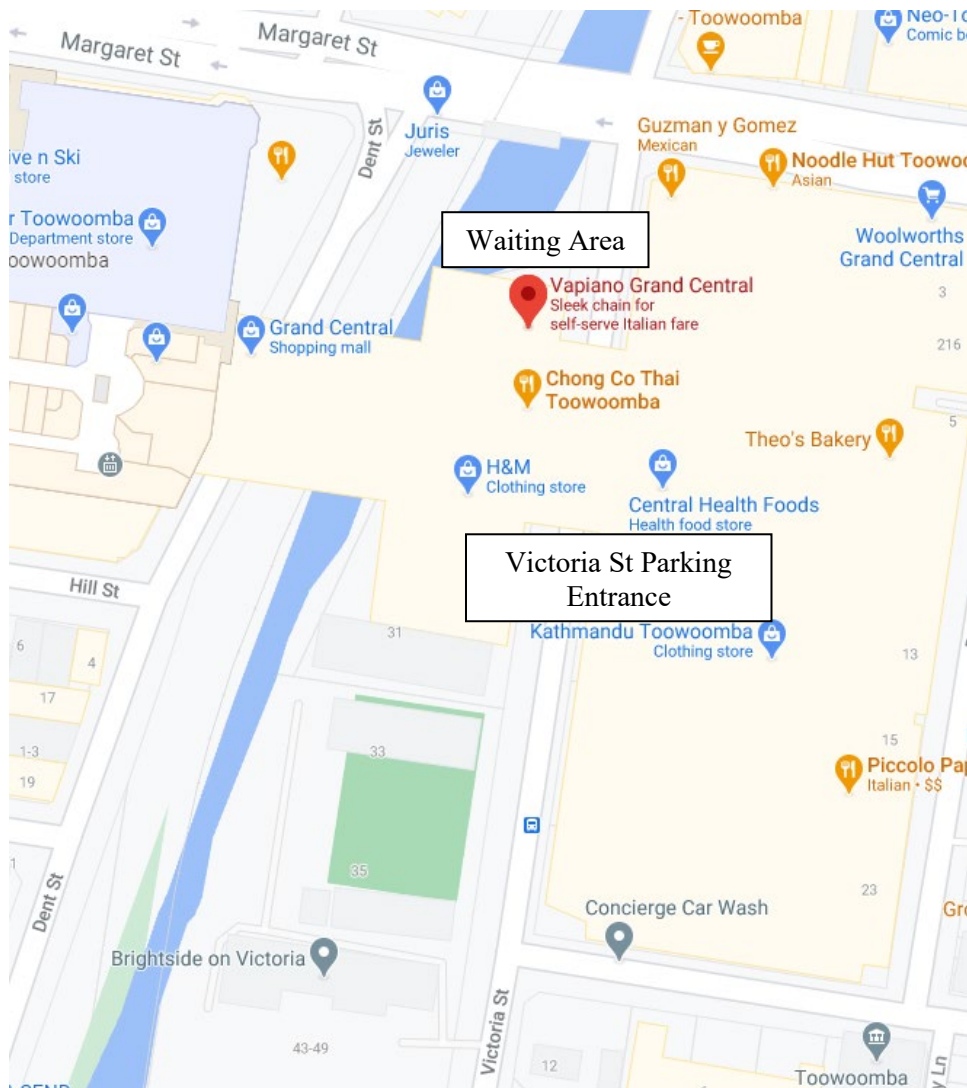 - Toowoomba
Neo-To
Comic b
Margaret St
Margaret St
Juris
Jeweler
Dent St
Guzman y Gomez
Mexican
Noodle Hut Toowoo
Asian
ive n Ski
store
r Toowoomba
Department store
oowoomba
Woolworths
Grand Central
Waiting Area
Vapiano Grand Central
Sleek chain for
self-serve Italian fare
3
216
Grand Central
Shopping mall
Chong Co Thai
Toowoomba
5
Theo's Bakery
H&M
Clothing store
Central Health Foods
Health food store
Victoria St Parking
Entrance
Hill St
31
Kathmandu Toowoomba
Clothing store
13
6
4
17
1-3
19
33
15
Piccolo Pap
Italian • $$
35
23
Dent St
Concierge Car Wash
Gro
Brightside on Victoria
Victoria St
43-49
12
Toowoomba
y Ln